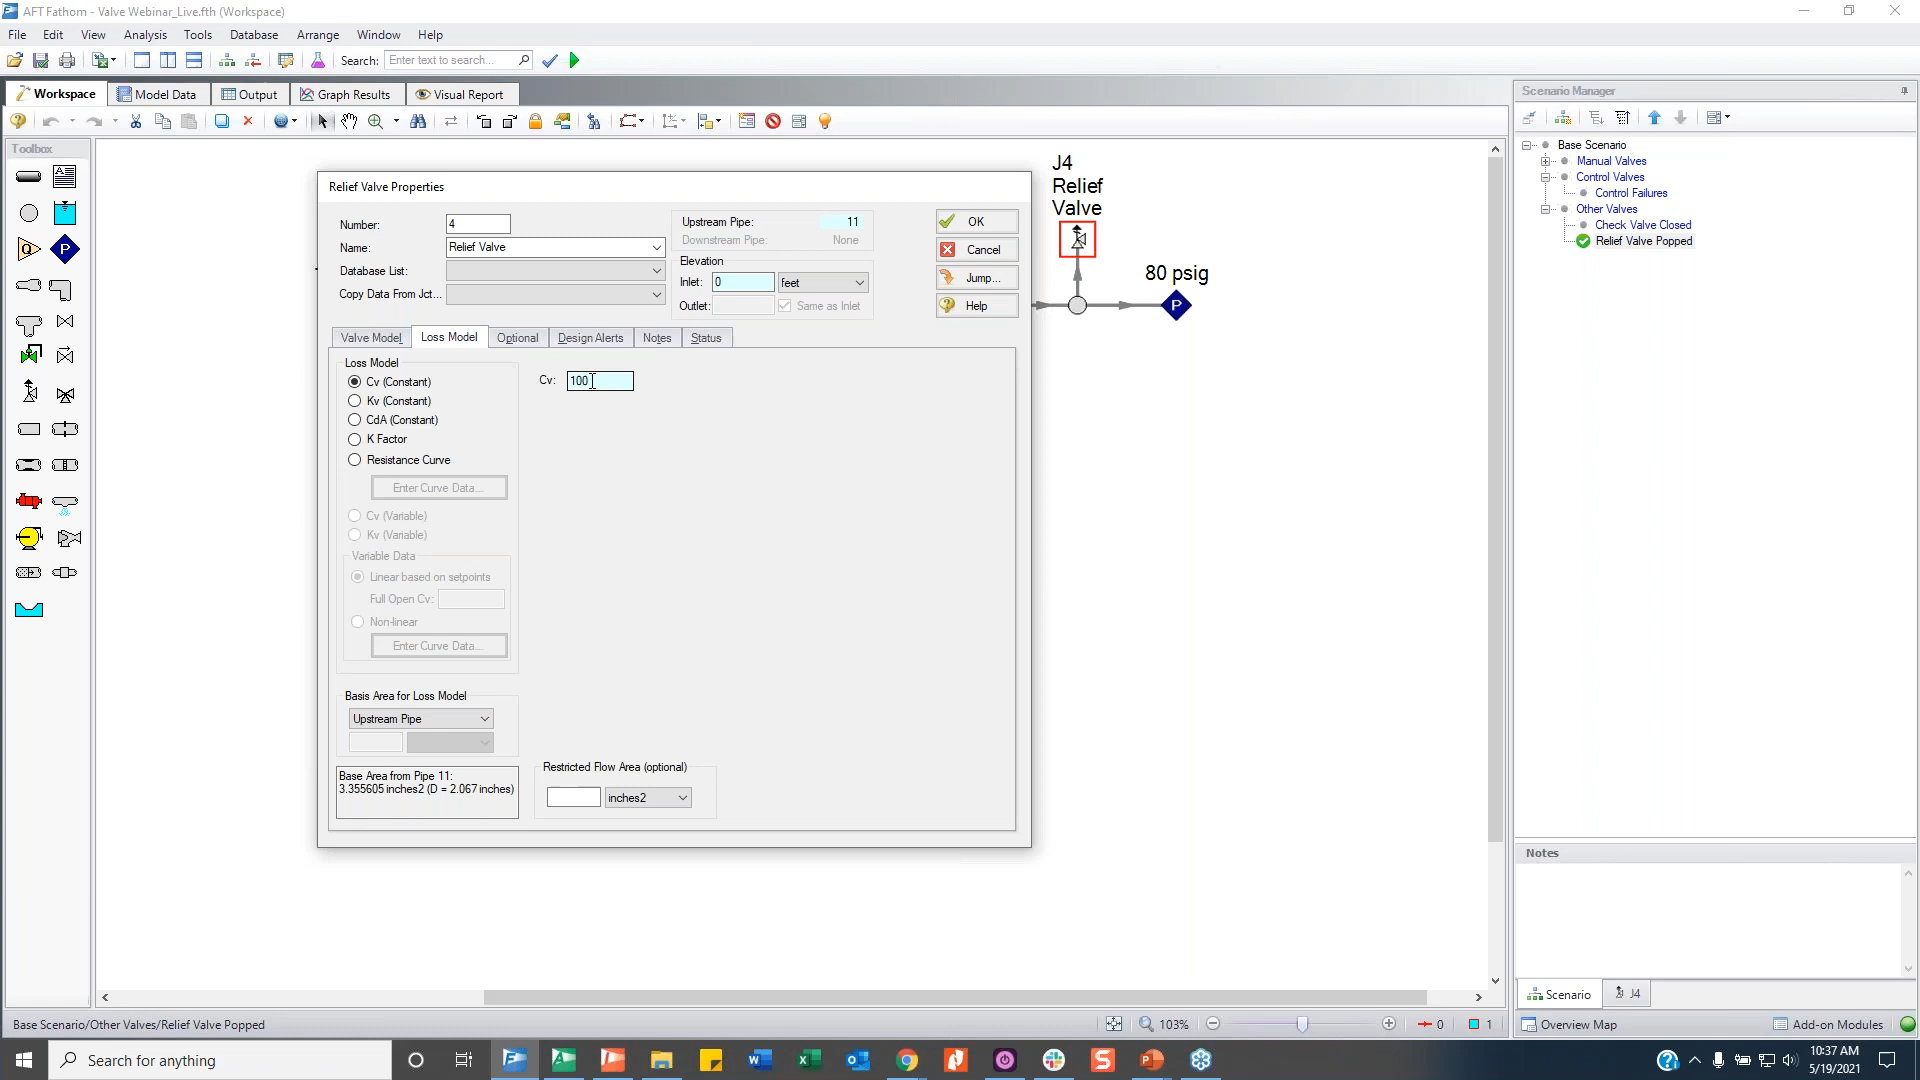 AFT Fathom - Valve Webinar_Live.fth (Workspace)
File Edit View Analysis Tools Database Arrange Window Help
Search: Enter text to search...
Workspace Model Data Output Graph Results Visual Report
Toolbox
Relief Valve Properties
Number: 4
Name: Relief Valve
Database List:
Copy Data From Jct...
Upstream Pipe: 11
Downstream Pipe: None
Elevation
Inlet: 0 feet
Outlet: Same as Inlet
OK
Cancel
Jump...
Help
Valve Model Loss Model Optional Design Alerts Notes Status
Loss Model
Cv (Constant)
Kv (Constant)
CdA (Constant)
K Factor
Resistance Curve
Enter Curve Data...
Cv (Variable)
Kv (Variable)
Variable Data
Linear based on setpoints
Full Open Cv:
Non-linear
Enter Curve Data...
Cv: 100
Basis Area for Loss Model
Upstream Pipe
Base Area from Pipe 11:
3.355605 inches2 (D = 2.067 inches)
Restricted Flow Area (optional)
inches2
J4
Relief
Valve
80 psig
P
Scenario Manager
Base Scenario
Manual Valves
Control Valves
Control Failures
Other Valves
Check Valve Closed
Relief Valve Popped
Notes
Scenario J4
Base Scenario/Other Valves/Relief Valve Popped
103%
0
1
Overview Map
Add-on Modules
Search for anything
10:37 AM
5/19/2021